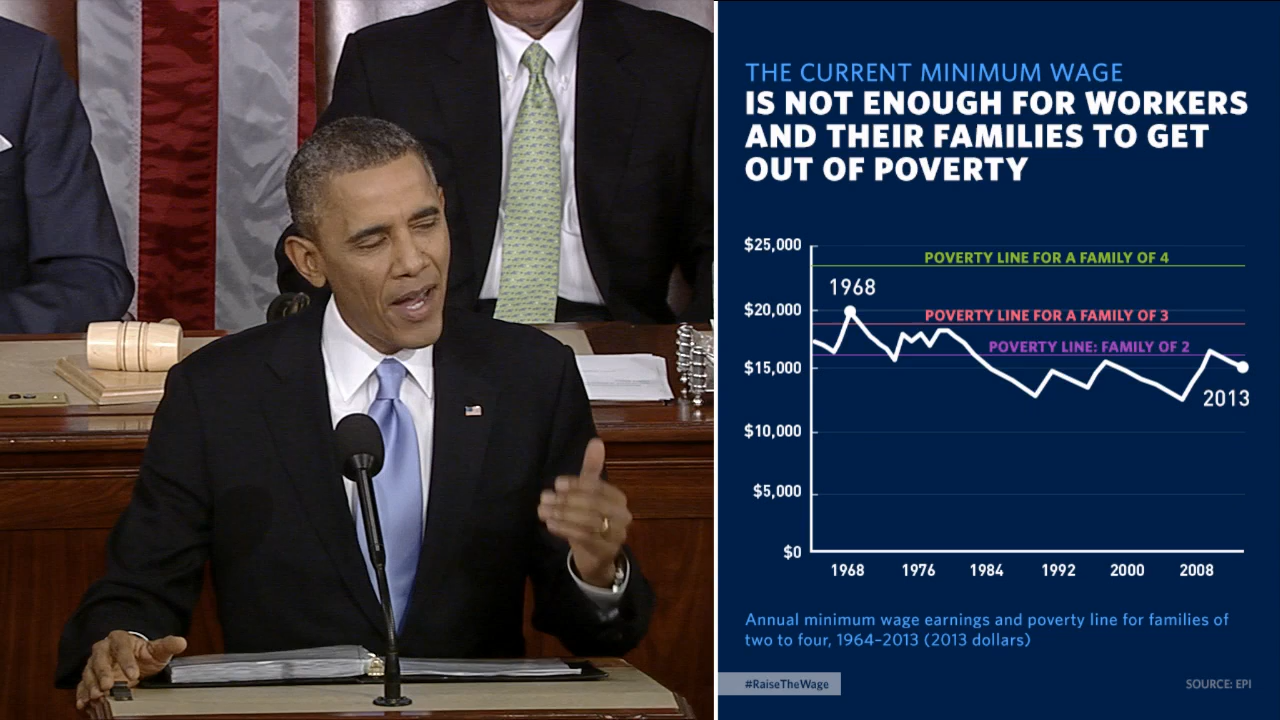 THE CURRENT MINIMUM WAGE
IS NOT ENOUGH FOR WORKERS
AND THEIR FAMILIES TO GET
OUT OF POVERTY
$25,000
POVERTY LINE FOR A FAMILY OF 4
1968
$20,000
POVERTY LINE FOR A FAMILY OF 3
POVERTY LINE: FAMILY OF 2
$15,000
2013
$10,000
$5,000
$0
1968 1976 1984 1992 2000 2008
Annual minimum wage earnings and poverty line for families of
two to four, 1964–2013 (2013 dollars)
#RaiseTheWage
SOURCE: EPI